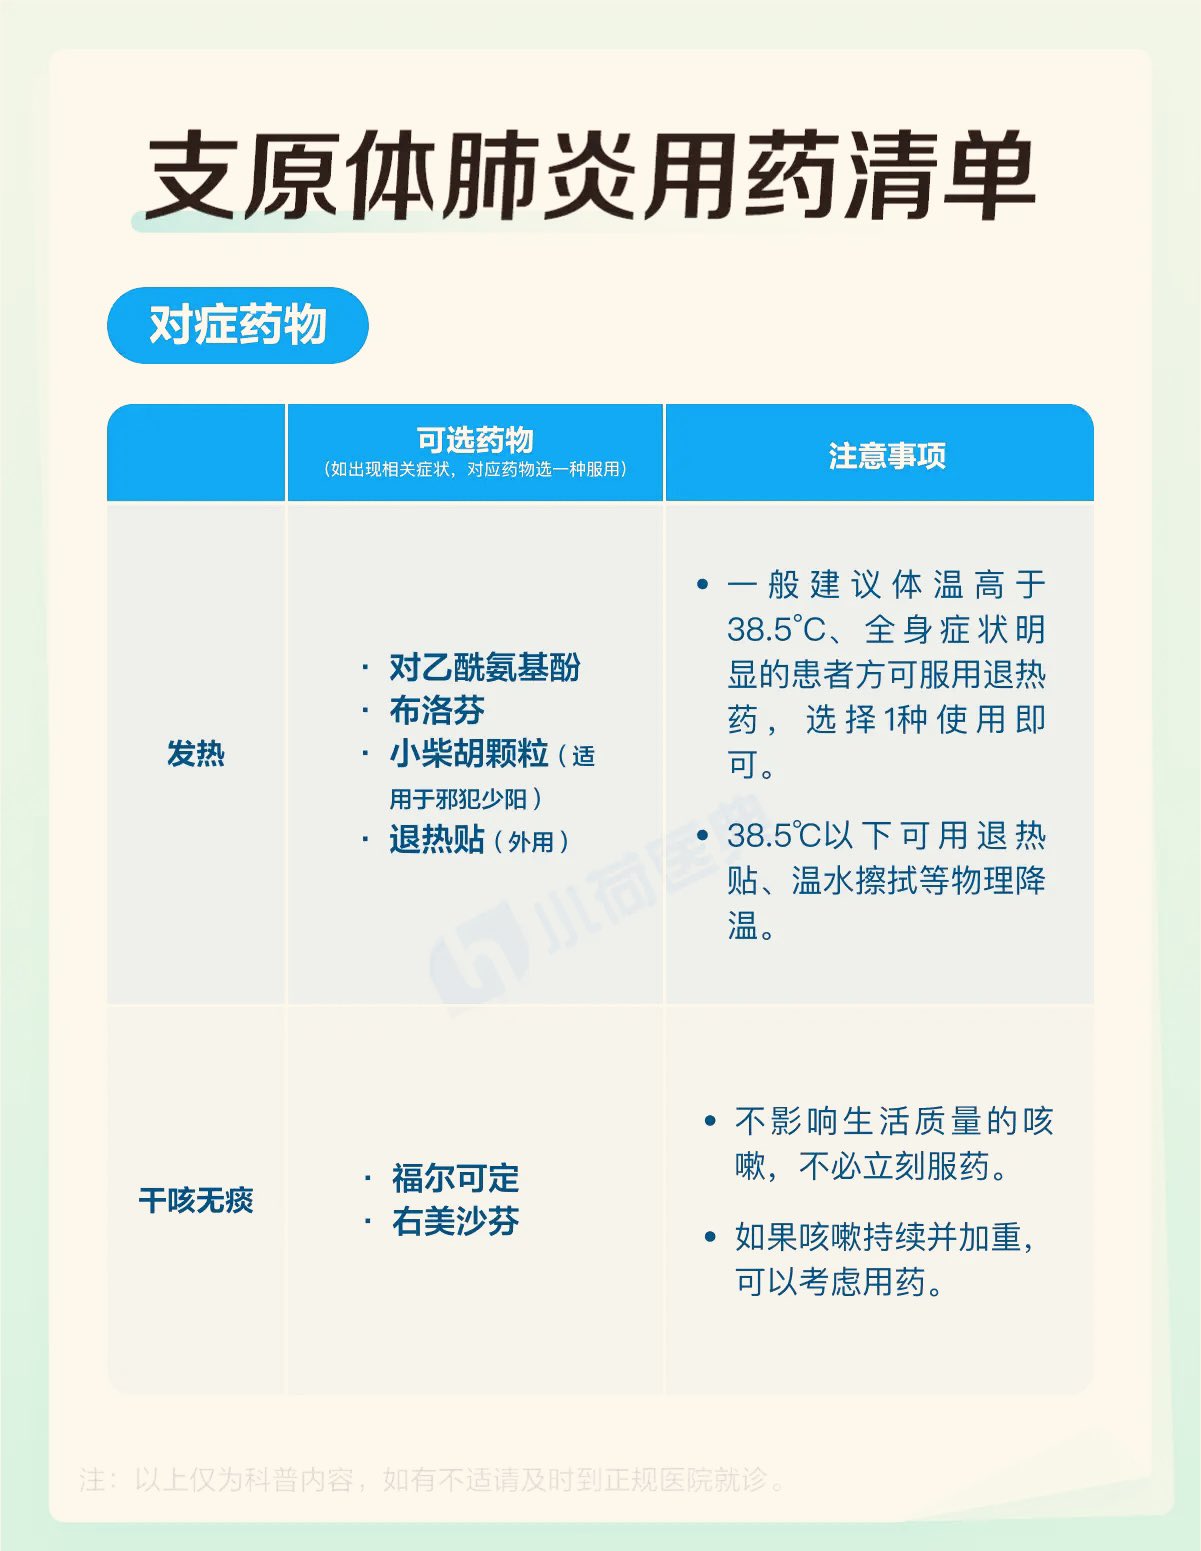 支原体肺炎用药清单
对症药物
可选药物
（如出现相关症状，对应药物选一种服用）
注意事项
发热
· 对乙酰氨基酚
· 布洛芬
· 小柴胡颗粒（适
用于邪犯少阳）
· 退热贴（外用）
• 一般建议体温高于
38.5°C、全身症状明
显的患者方可服用退热
药，选择1种使用即
可。
• 38.5℃以下可用退热
贴、温水擦拭等物理降
温。
小荷医典
干咳无痰
· 福尔可定
· 右美沙芬
• 不影响生活质量的咳
嗽，不必立刻服药。
• 如果咳嗽持续并加重，
可以考虑用药。
注：以上仅为科普内容，如有不适请及时到正规医院就诊。